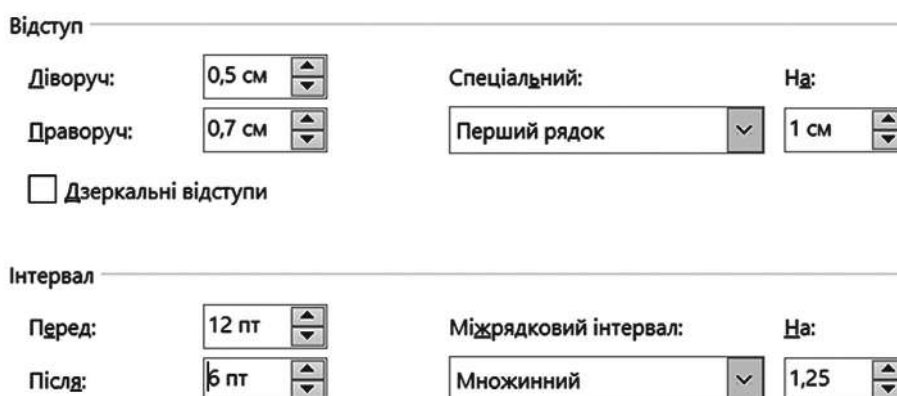 Відступ
Діворуч: 0,5 см Спеціальний: На:
Праворуч: 0,7 см Перший рядок 1 см
Дзеркальні відступи
Інтервал
Перед: 12 пт Міжрядковий інтервал: На:
Після: 6 пт Множинний 1,25